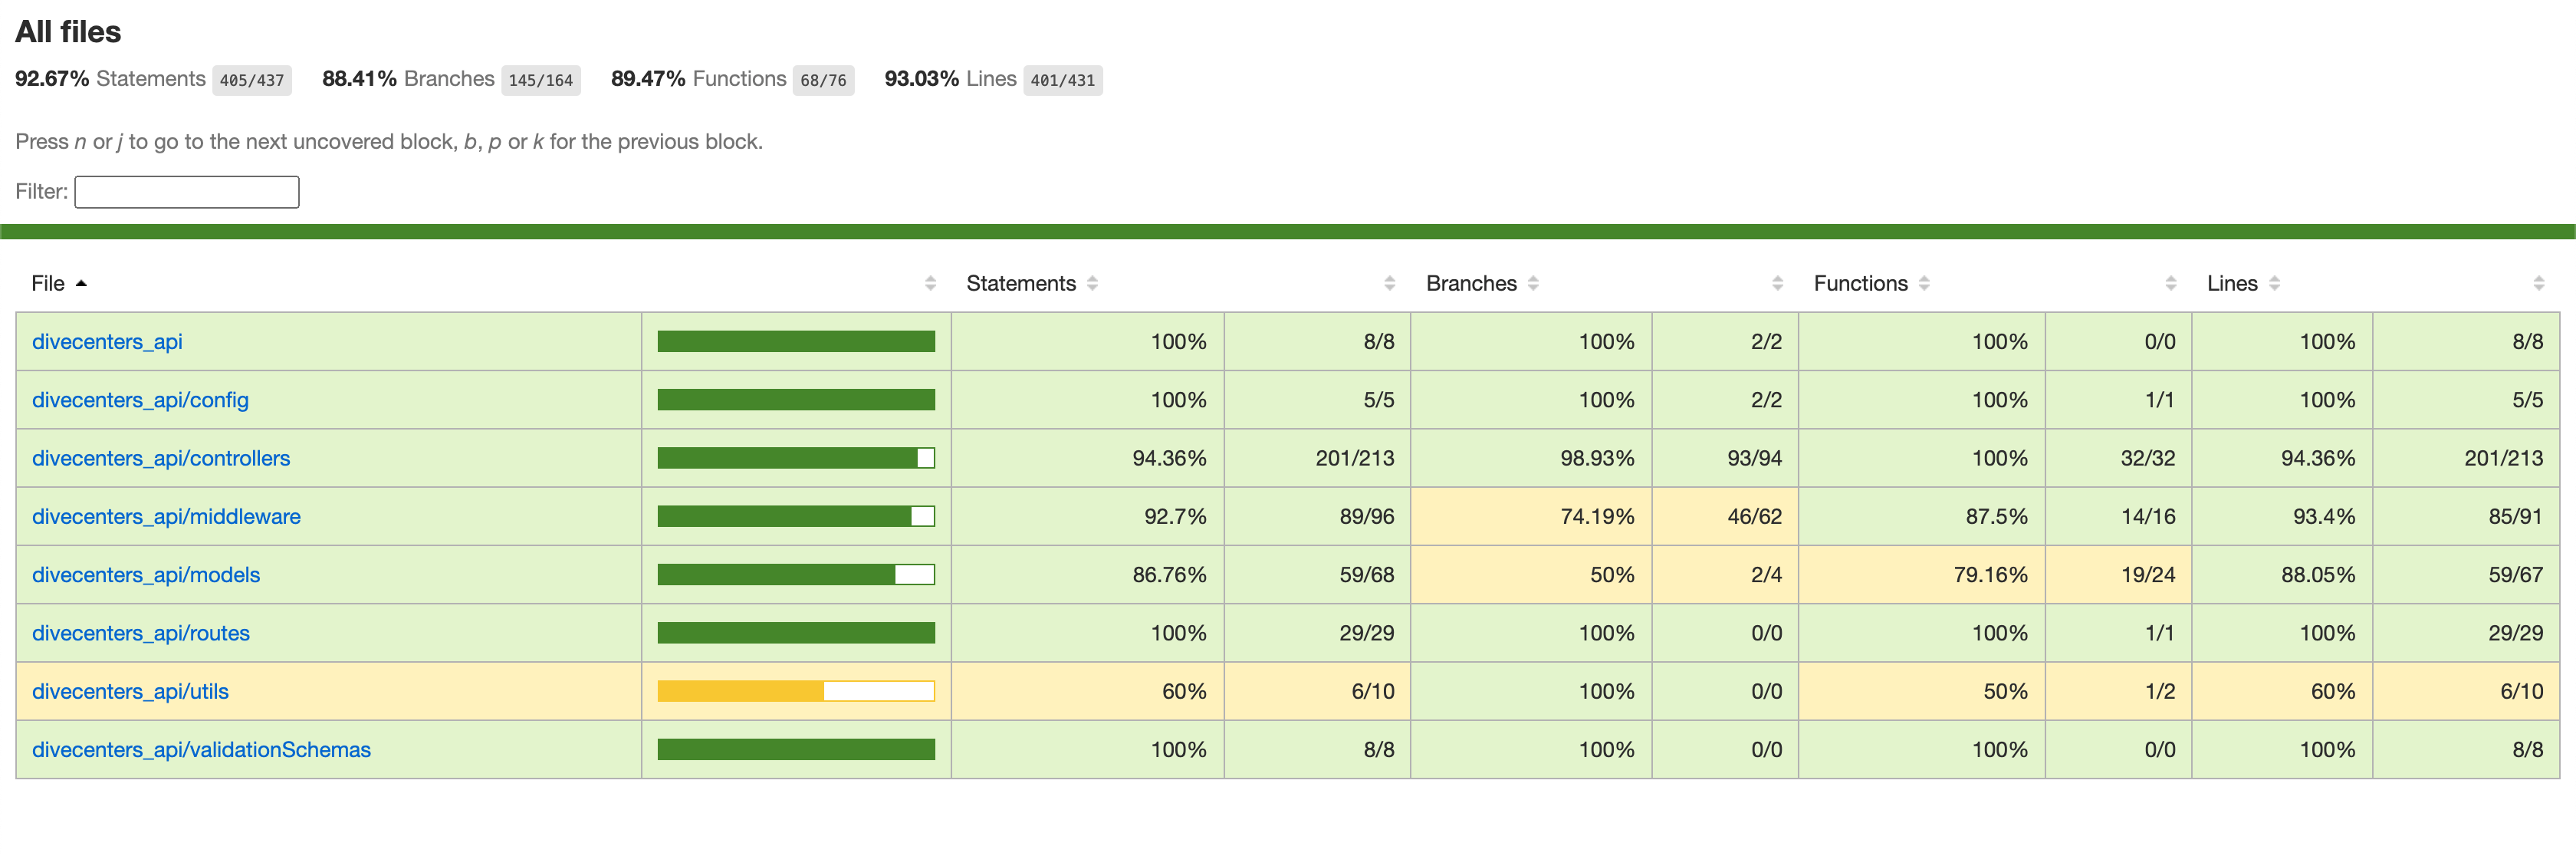 All files
92.67% Statements 405/437 88.41% Branches 145/164 89.47% Functions 68/76 93.03% Lines 401/431
Press n or j to go to the next uncovered block, b, p or k for the previous block.
Filter:
File Statements Branches Functions Lines
divecenters_api 100% 8/8 100% 2/2 100% 0/0 100% 8/8
divecenters_api/config 100% 5/5 100% 2/2 100% 1/1 100% 5/5
divecenters_api/controllers 94.36% 201/213 98.93% 93/94 100% 32/32 94.36% 201/213
divecenters_api/middleware 92.7% 89/96 74.19% 46/62 87.5% 14/16 93.4% 85/91
divecenters_api/models 86.76% 59/68 50% 2/4 79.16% 19/24 88.05% 59/67
divecenters_api/routes 100% 29/29 100% 0/0 100% 1/1 100% 29/29
divecenters_api/utils 60% 6/10 100% 0/0 50% 1/2 60% 6/10
divecenters_api/validationSchemas 100% 8/8 100% 0/0 100% 0/0 100% 8/8